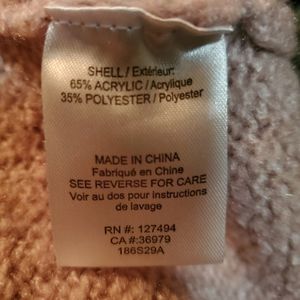 SHELL / Extérieur:
65% ACRYLIC / Acrylique
35% POLYESTER / Polyester
MADE IN CHINA
Fabriqué en Chine
SEE REVERSE FOR CARE
Voir au dos pour instructions
de lavage
RN #: 127494
CA #:36979
186S29A